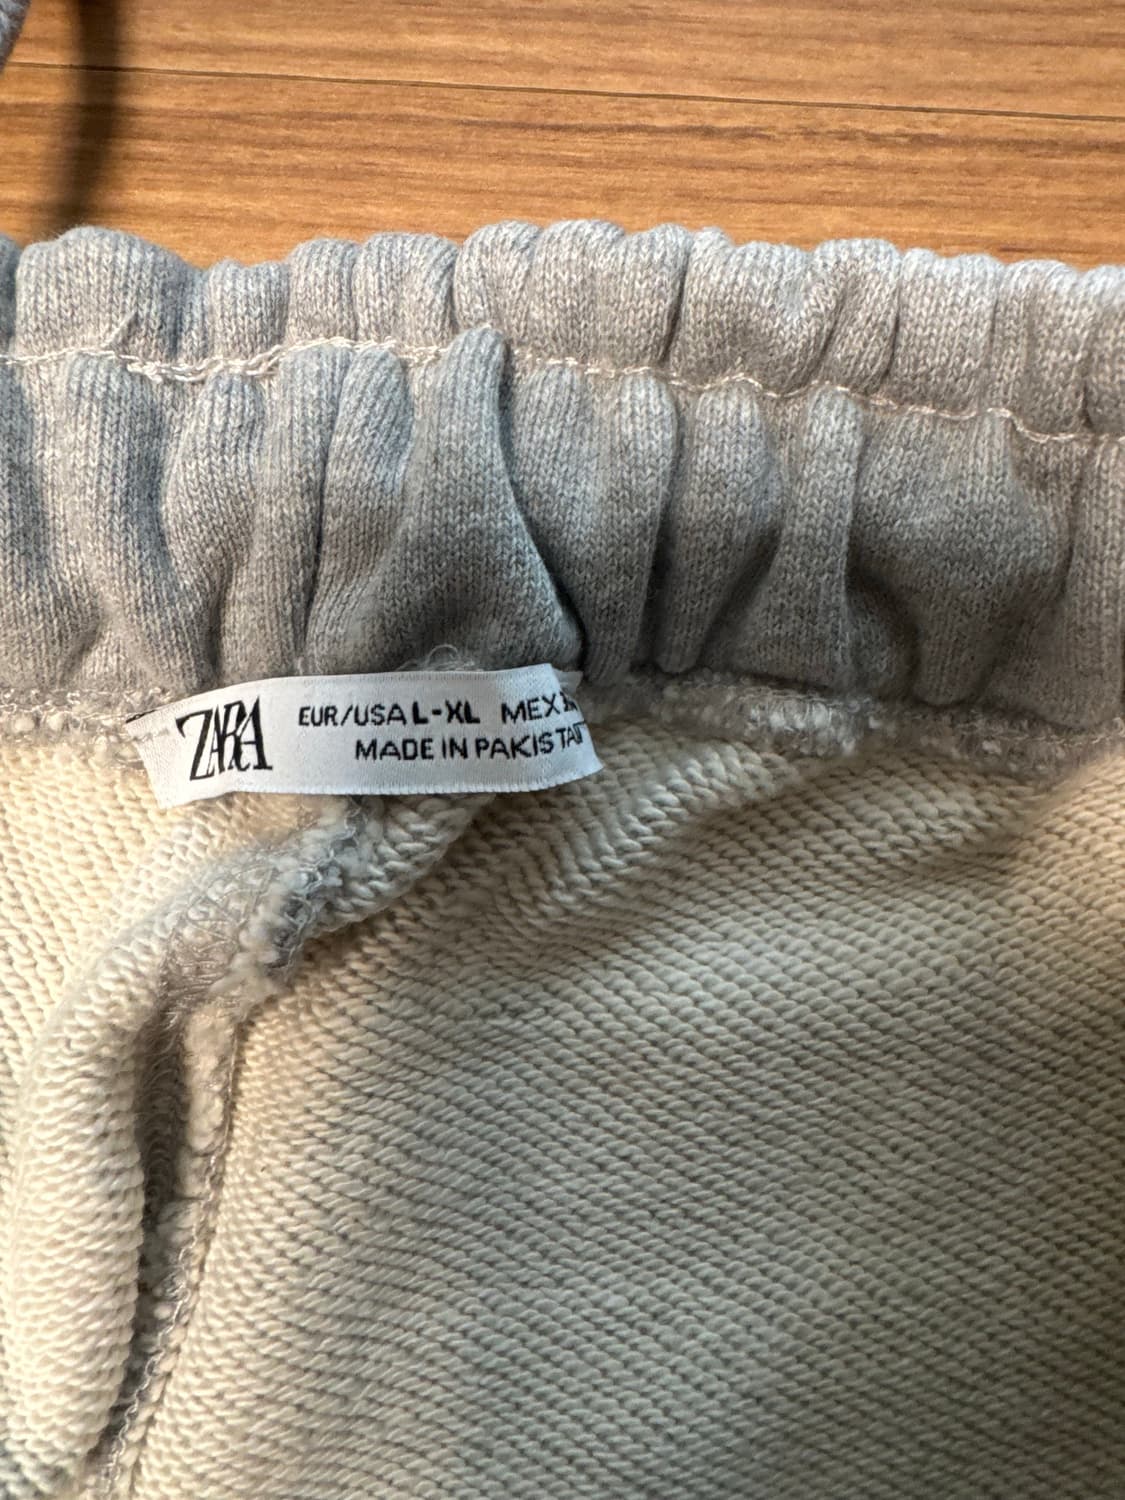 ZARA
EUR/USA L-XL MEX
MADE IN PAKISTAN